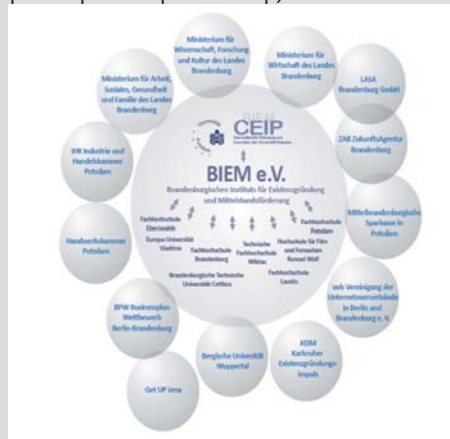 Ministerium für
Wissenschaft, Forschung
und Kultur des Landes
Brandenburg
Ministerium für
Wirtschaft des Landes
Brandenburg
LASA
Brandenburg GmbH
Ministerium für Arbeit,
Soziales, Gesundheit
und Familie des Landes
Brandenburg
ZAB ZukunftsAgentur
Brandenburg
IHK Industrie und
Handelskammer
Potsdam
Mittelbrandenburgische
Sparkasse in
Potsdam
Handwerkskammer
Potsdam
BIEM
CEIP
BIEM e.V.
Brandenburgischen Instituts für Existenzgründung
und Mittelstandsförderung
Fachhochschule
Eberswalde
Europa Universität
Viadrina
Fachhochschule
Brandenburg
Technische
Fachhochschule
Wildau
Hochschule für Film
und Fernsehen
Konrad Wolf
Fachhochschule
Potsdam
Brandenburgische Technische
Universität Cottbus
Fachhochschule
Lausitz
uvb Vereinigung der
Unternehmerverbände
in Berlin und
Brandenburg e. V.
BPW Businessplan
Wettbewerb
Berlin-Brandenburg
KEIM
Karlsruher
Existenzgründungs-
impuls
Bergische Universität
Wuppertal
Get UP Jena